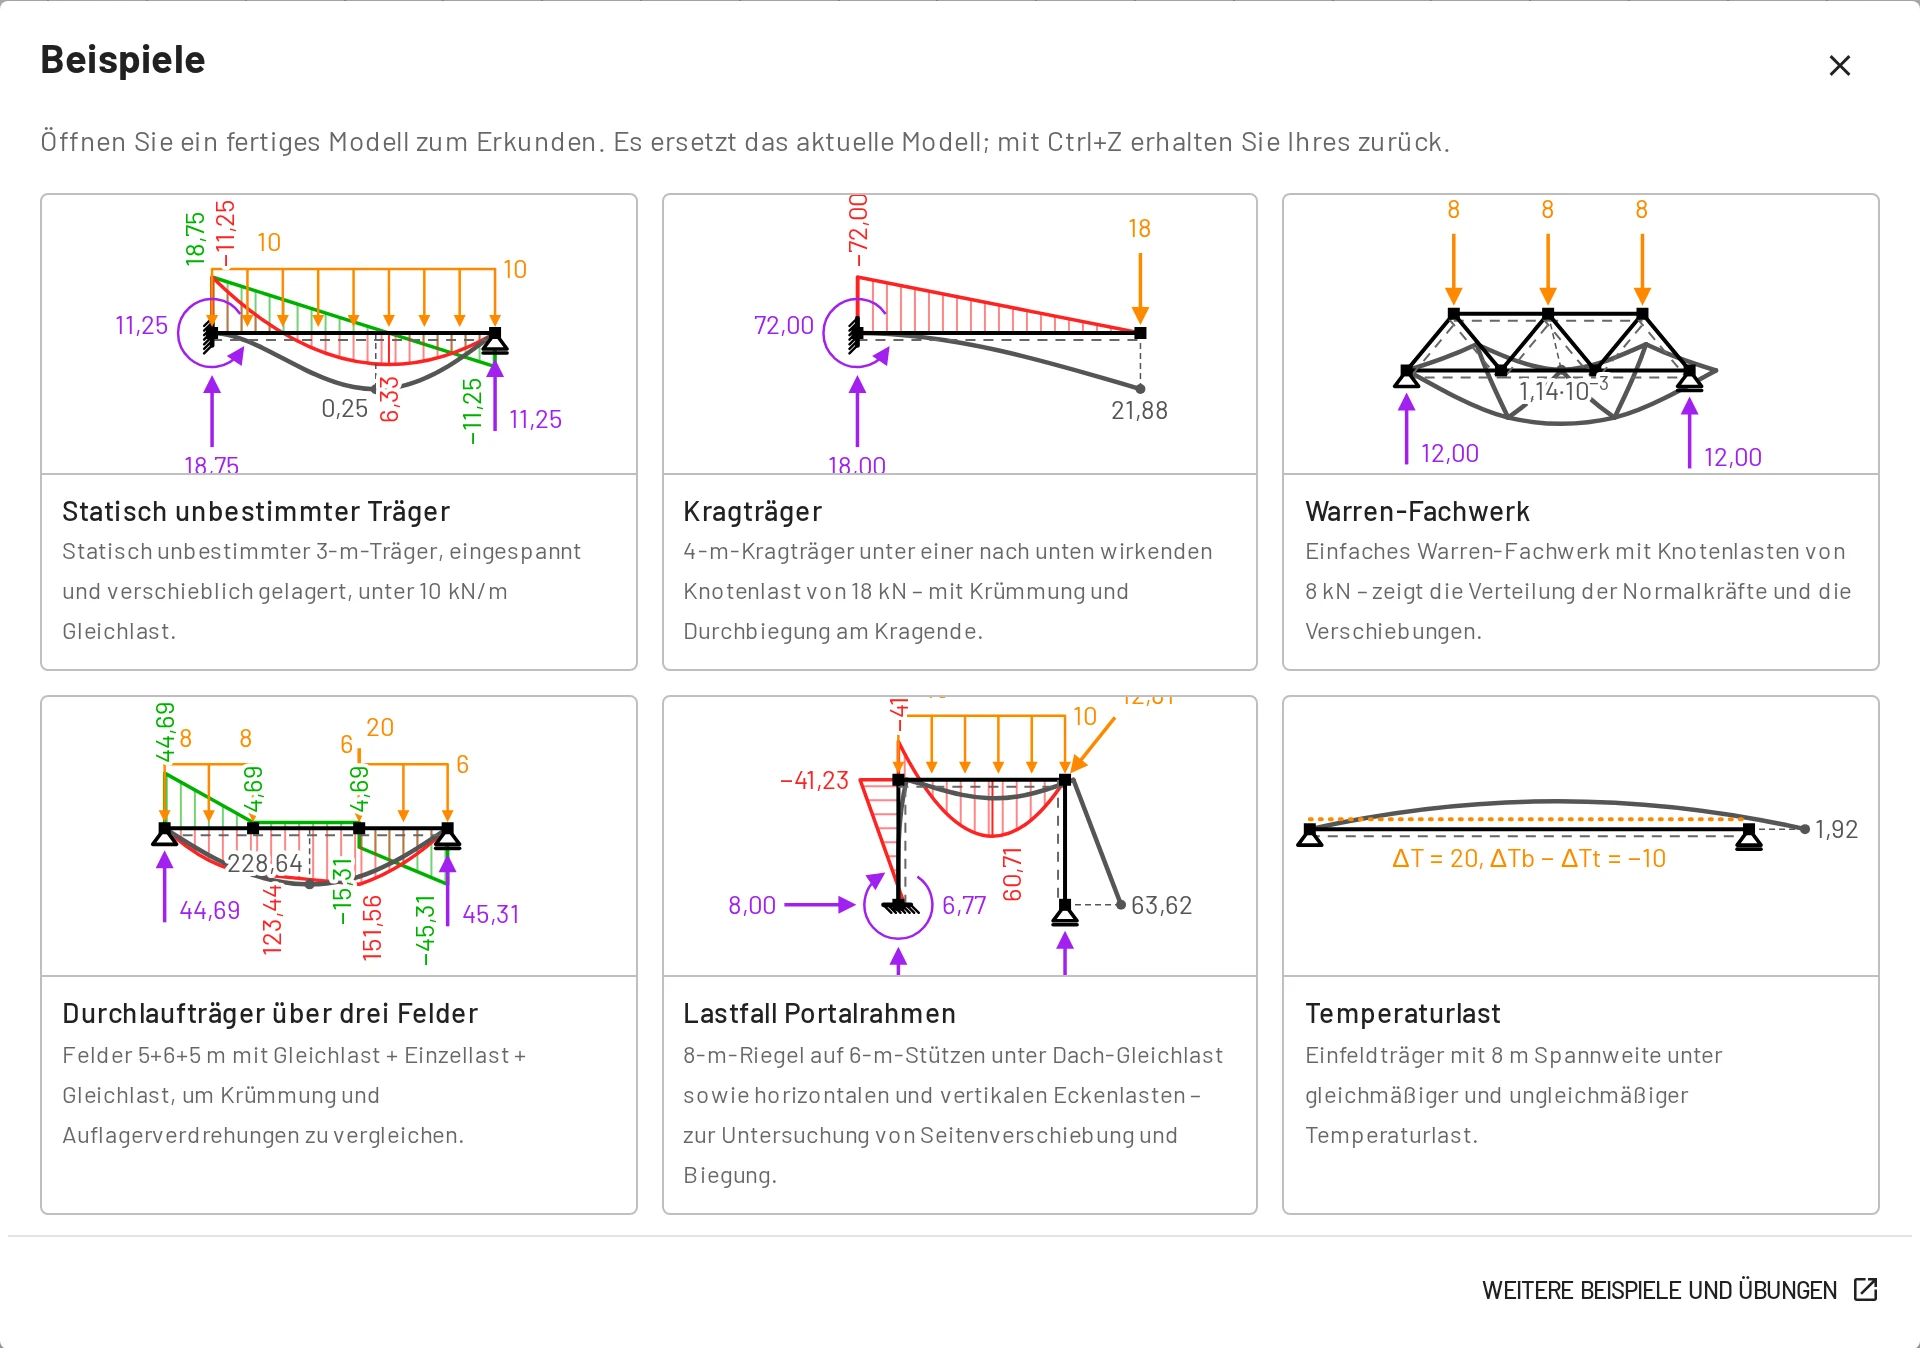 Beispiele
Öffnen Sie ein fertiges Modell zum Erkunden. Es ersetzt das aktuelle Modell; mit Ctrl+Z erhalten Sie Ihres zurück.
18,75
−11,25
10
10
11,25
0,25
6,33
−11,25
11,25
18,75
Statisch unbestimmter Träger
Statisch unbestimmter 3-m-Träger, eingespannt
und verschieblich gelagert, unter 10 kN/m
Gleichlast.
−72,00
18
72,00
21,88
18,00
Kragträger
4-m-Kragträger unter einer nach unten wirkenden
Knotenlast von 18 kN – mit Krümmung und
Durchbiegung am Kragende.
8
8
8
1,14·10⁻³
12,00
12,00
Warren-Fachwerk
Einfaches Warren-Fachwerk mit Knotenlasten von
8 kN – zeigt die Verteilung der Normalkräfte und die
Verschiebungen.
44,69
8
8
6
20
6
4,69
4,69
228,64
44,69
123,44
−15,31
151,56
−45,31
45,31
Durchlaufträger über drei Felder
Felder 5+6+5 m mit Gleichlast + Einzellast +
Gleichlast, um Krümmung und
Auflagerverdrehungen zu vergleichen.
10
−41,23
60,71
8,00
6,77
63,62
Lastfall Portalrahmen
8-m-Riegel auf 6-m-Stützen unter Dach-Gleichlast
sowie horizontalen und vertikalen Eckenlasten –
zur Untersuchung von Seitenverschiebung und
Biegung.
1,92
ΔT = 20, ΔTb − ΔTt = −10
Temperaturlast
Einfeldträger mit 8 m Spannweite unter
gleichmäßiger und ungleichmäßiger
Temperaturlast.
WEITERE BEISPIELE UND ÜBUNGEN